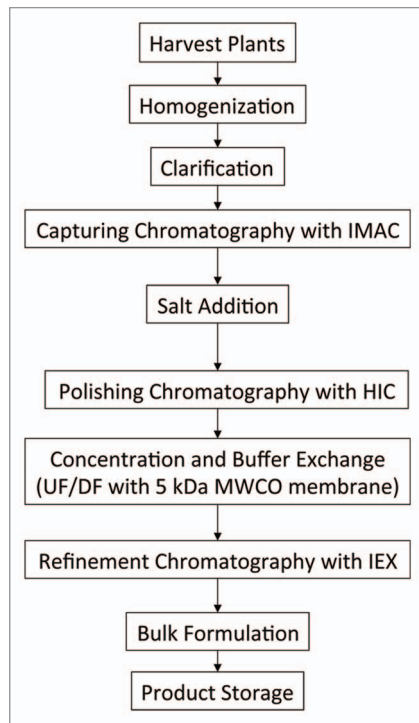 Harvest Plants
Homogenization
Clarification
Capturing Chromatography with IMAC
Salt Addition
Polishing Chromatography with HIC
Concentration and Buffer Exchange
(UF/DF with 5 kDa MWCO membrane)
Refinement Chromatography with IEX
Bulk Formulation
Product Storage